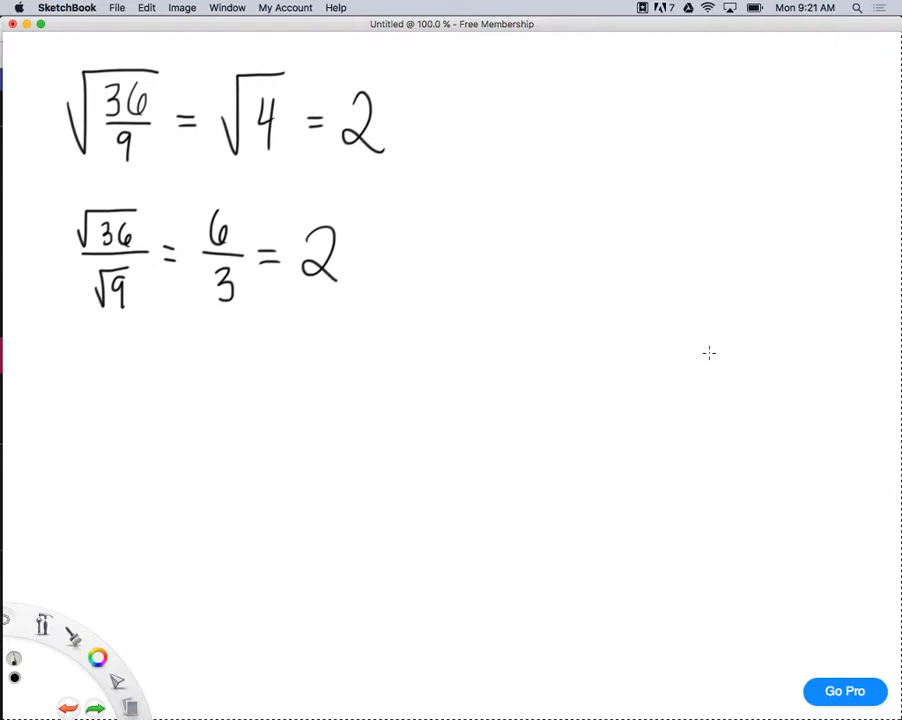 SketchBook File Edit Image Window My Account Help 7 Mon 9:21 AM
Untitled @ 100.0 % - Free Membership
√(36/9) = √4 = 2
√36/√9 = 6/3 = 2
Go Pro